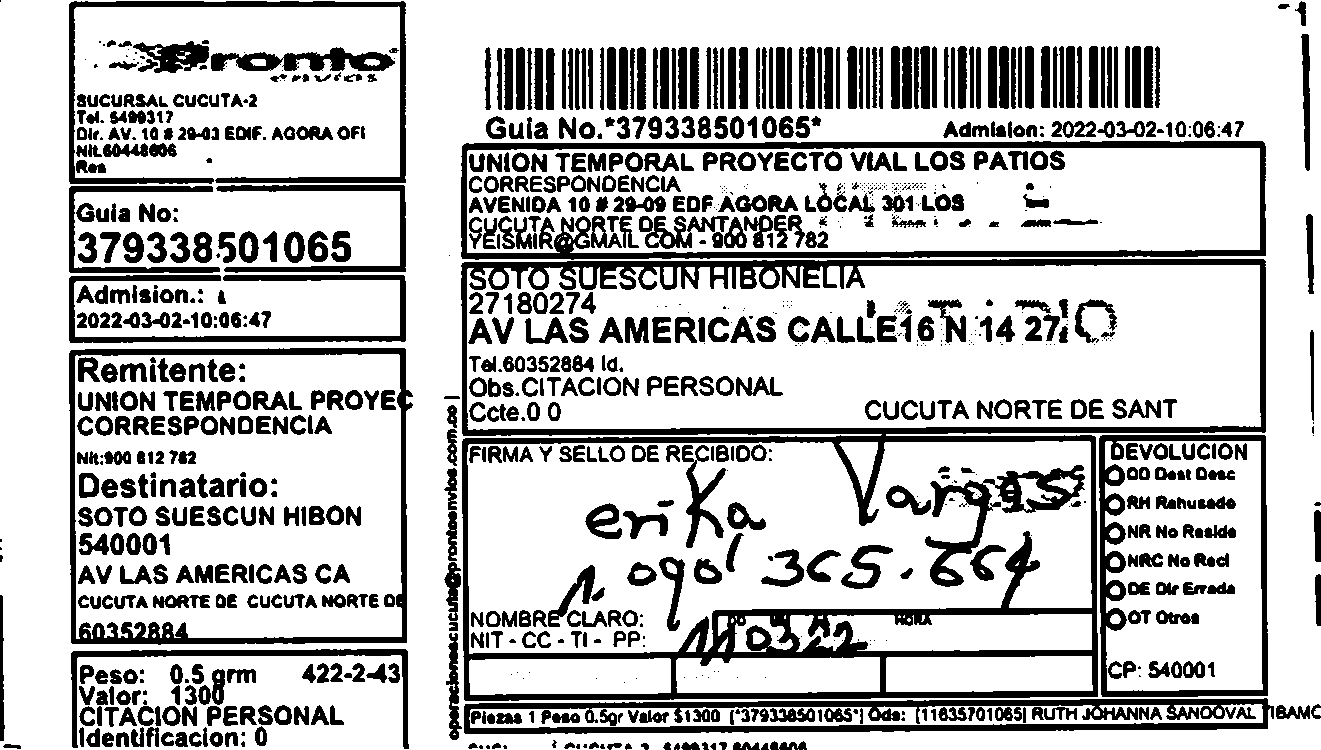 Pronto
envios
SUCURSAL CUCUTA-2
Tel. 5499317
Dir. AV. 10 # 29-03 EDIF. AGORA OFI
Nit.60448606
Res
Guia No:
379338501065
Admision.:
2022-03-02-10:06:47
Remitente:
UNION TEMPORAL PROYEC
CORRESPONDENCIA
Nit:900 612 782
Destinatario:
SOTO SUESCUN HIBON
540001
AV LAS AMERICAS CA
CUCUTA NORTE DE CUCUTA NORTE DE
60352884
Peso: 0.5 grm 422-2-43
Valor: 1300
CITACION PERSONAL
Identificacion: 0
operaciones.cucuta@prontoenvios.com.co |
Guia No.*379338501065*
Admision: 2022-03-02-10:06:47
UNION TEMPORAL PROYECTO VIAL LOS PATIOS
CORRESPONDENCIA
AVENIDA 10 # 29-09 EDF AGORA LOCAL 301 LOS
CUCUTA NORTE DE SANTANDER
YEISMIR@GMAIL COM - 900 612 782
SOTO SUESCUN HIBONELIA
27180274
AV LAS AMERICAS CALLE16 N 14 27
Tel.60352884 Id.
Obs.CITACION PERSONAL
Ccte.0 0
CUCUTA NORTE DE SANT
FIRMA Y SELLO DE RECIBIDO:
eriKa Vargas
1.090'365.664
NOMBRE CLARO:
NIT - CC - TI - PP:
HORA
110322
DEVOLUCION
DD Dest Desc
RH Rehusado
NR No Reside
NRC No Recl
DE Dir Errada
OT Otros
CP: 540001
Piezas 1 Peso 0.5gr Valor $1300 [*379338501065*] Ods: [11635701065] RUTH JOHANNA SANDOVAL TIBAMO